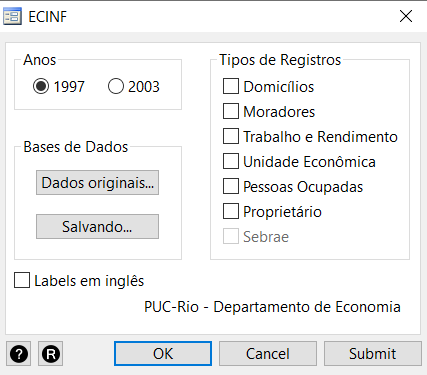 ECINF
Anos
1997
2003
Bases de Dados
Dados originais...
Salvando...
Tipos de Registros
Domicílios
Moradores
Trabalho e Rendimento
Unidade Econômica
Pessoas Ocupadas
Proprietário
Sebrae
Labels em inglês
PUC-Rio - Departamento de Economia
? R OK Cancel Submit